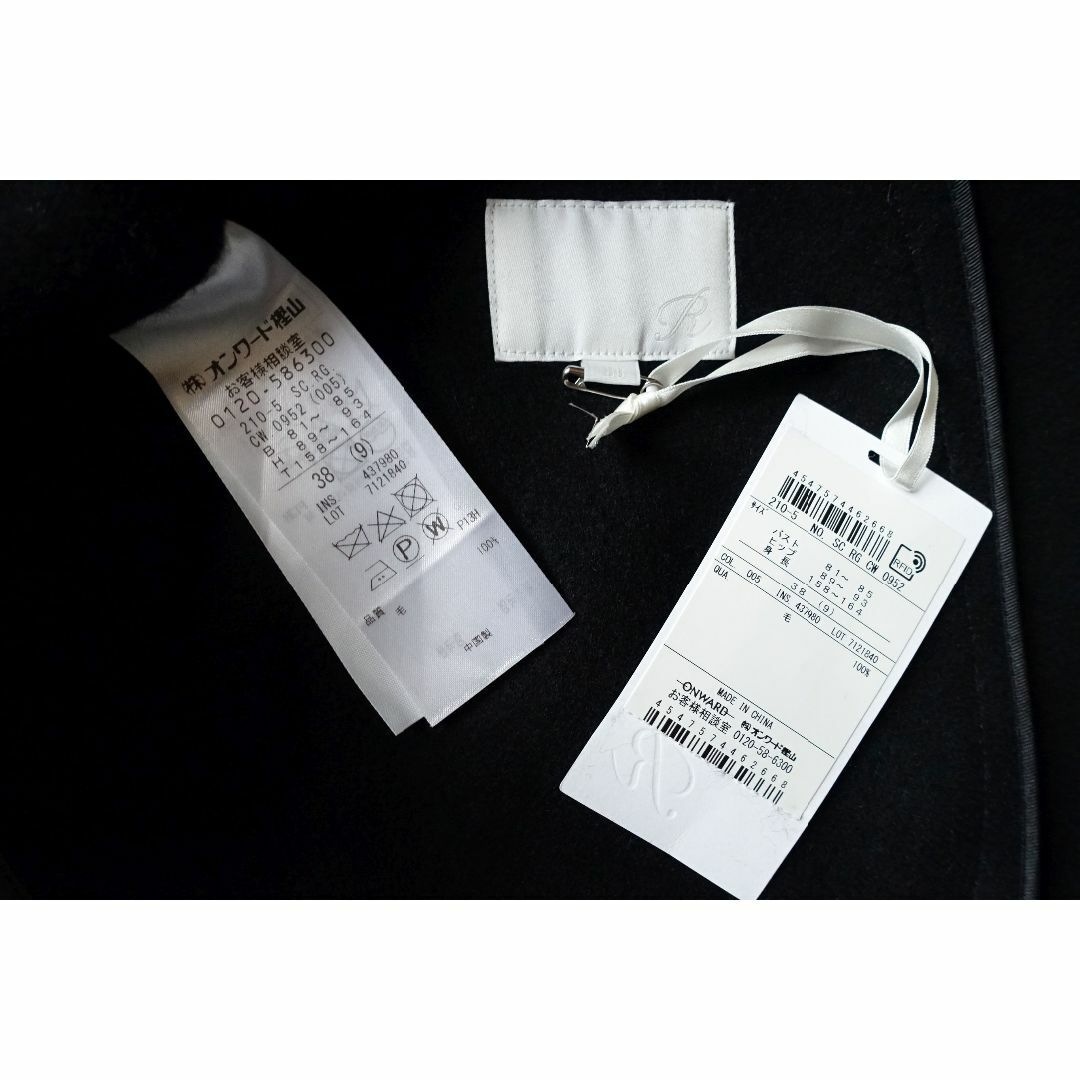 ㈱オンワード樫山
お客様相談室
0120-586300
210-5 SC RG
CW 0952 (005)
B 81～ 85
H 89～ 93
T158～164
38 (9)
INS 437980
LOT 7121840
P13H
品質 毛 100%
中国製
R
4547574462668
210-5 NO. SC RG CW 0952
RFID
サイズ
バスト 81～ 85
ヒップ 89～ 93
身長 158～164
38 (9)
COL 005 INS. 437980 LOT 7121840
QUA 毛 100%
MADE IN CHINA
ONWARD ㈱オンワード樫山
お客様相談室 0120-58-6300
4547574462668
R